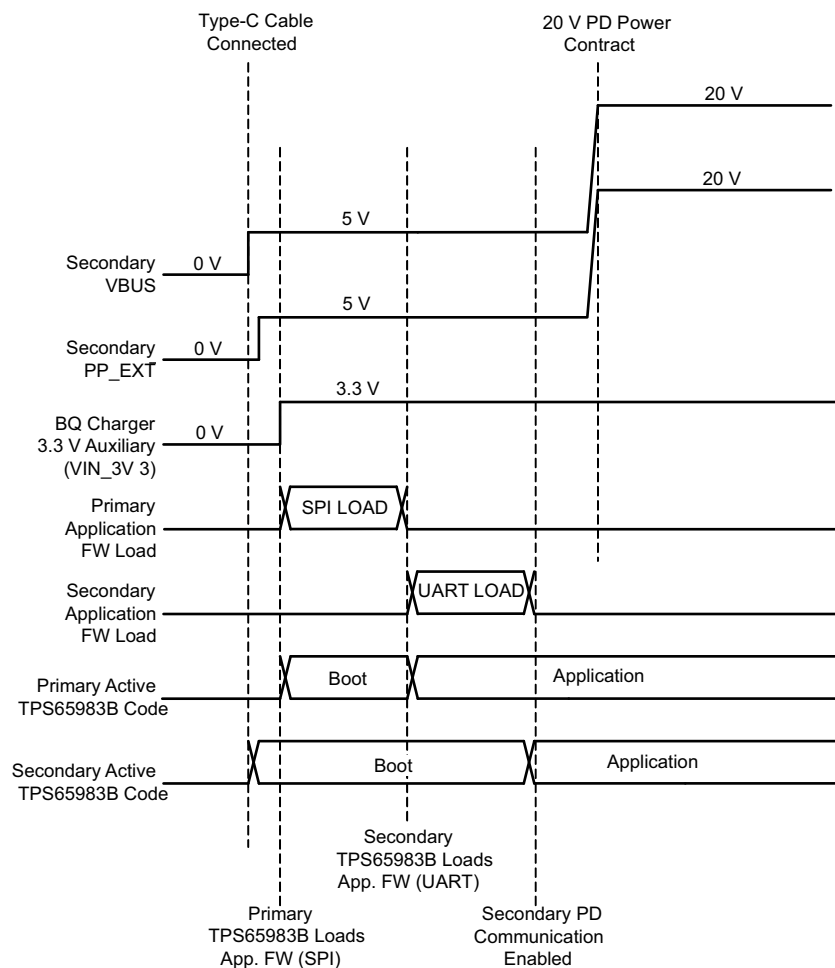 Type-C Cable
Connected
20 V PD Power
Contract
20 V
20 V
5 V
Secondary
VBUS
0 V
5 V
Secondary
PP_EXT
0 V
3.3 V
BQ Charger
3.3 V Auxiliary
(VIN_3V 3)
0 V
Primary
Application
FW Load
SPI LOAD
Secondary
Application
FW Load
UART LOAD
Primary Active
TPS65983B Code
Boot
Application
Secondary Active
TPS65983B Code
Boot
Application
Secondary
TPS65983B Loads
App. FW (UART)
Primary
TPS65983B Loads
App. FW (SPI)
Secondary PD
Communication
Enabled